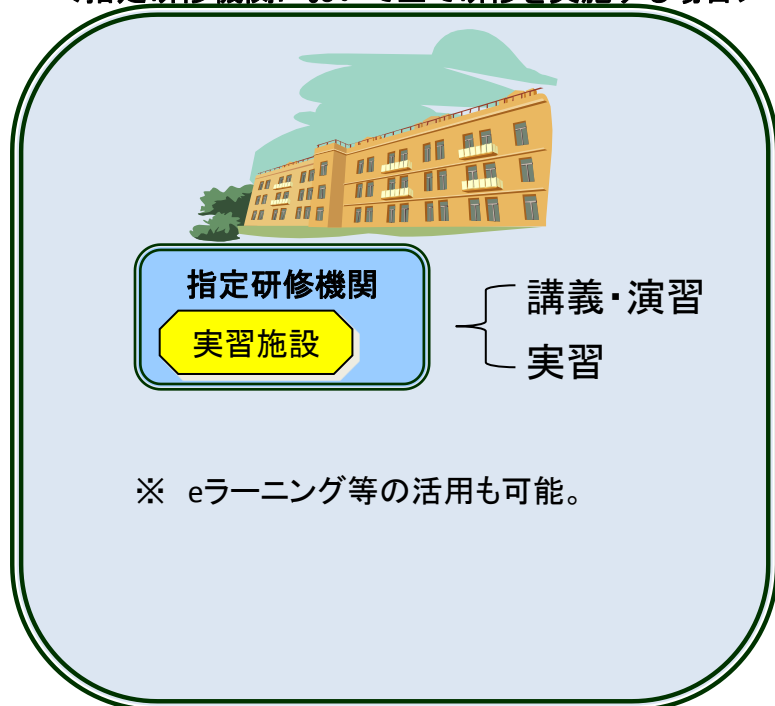 指定研修機関
実習施設
講義・演習
実習
※ eラーニング等の活用も可能。